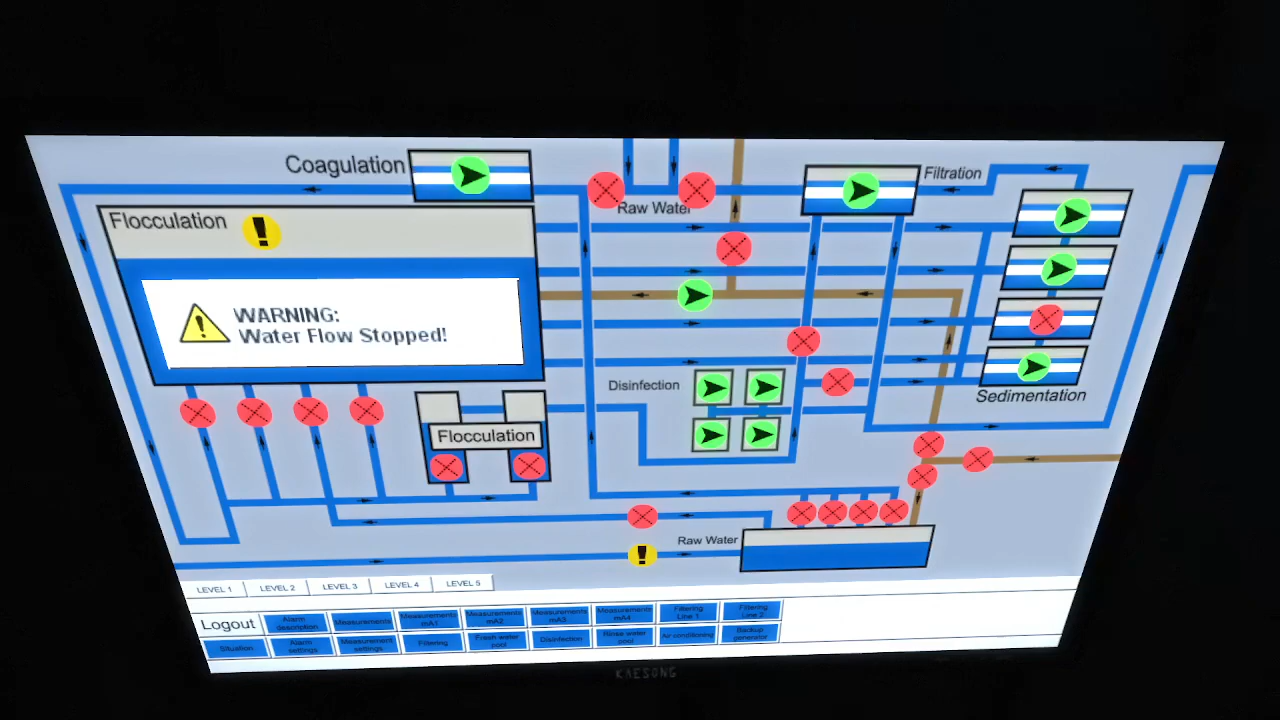 Coagulation
Filtration
Flocculation
Raw Water
WARNING:
Water Flow Stopped!
Disinfection
Sedimentation
Flocculation
Raw Water
LEVEL 1
LEVEL 2
LEVEL 3
LEVEL 4
LEVEL 5
Logout
Alarm description
Measurements
Measurements mA1
Measurements mA2
Measurements mA3
Measurements mA4
Filtering Line 1
Filtering Line 2
Situation
Alarm settings
Measurement settings
Filtering
Fresh water pool
Disinfection
Rinse water pool
Air conditioning
Backup generator
KAESONG